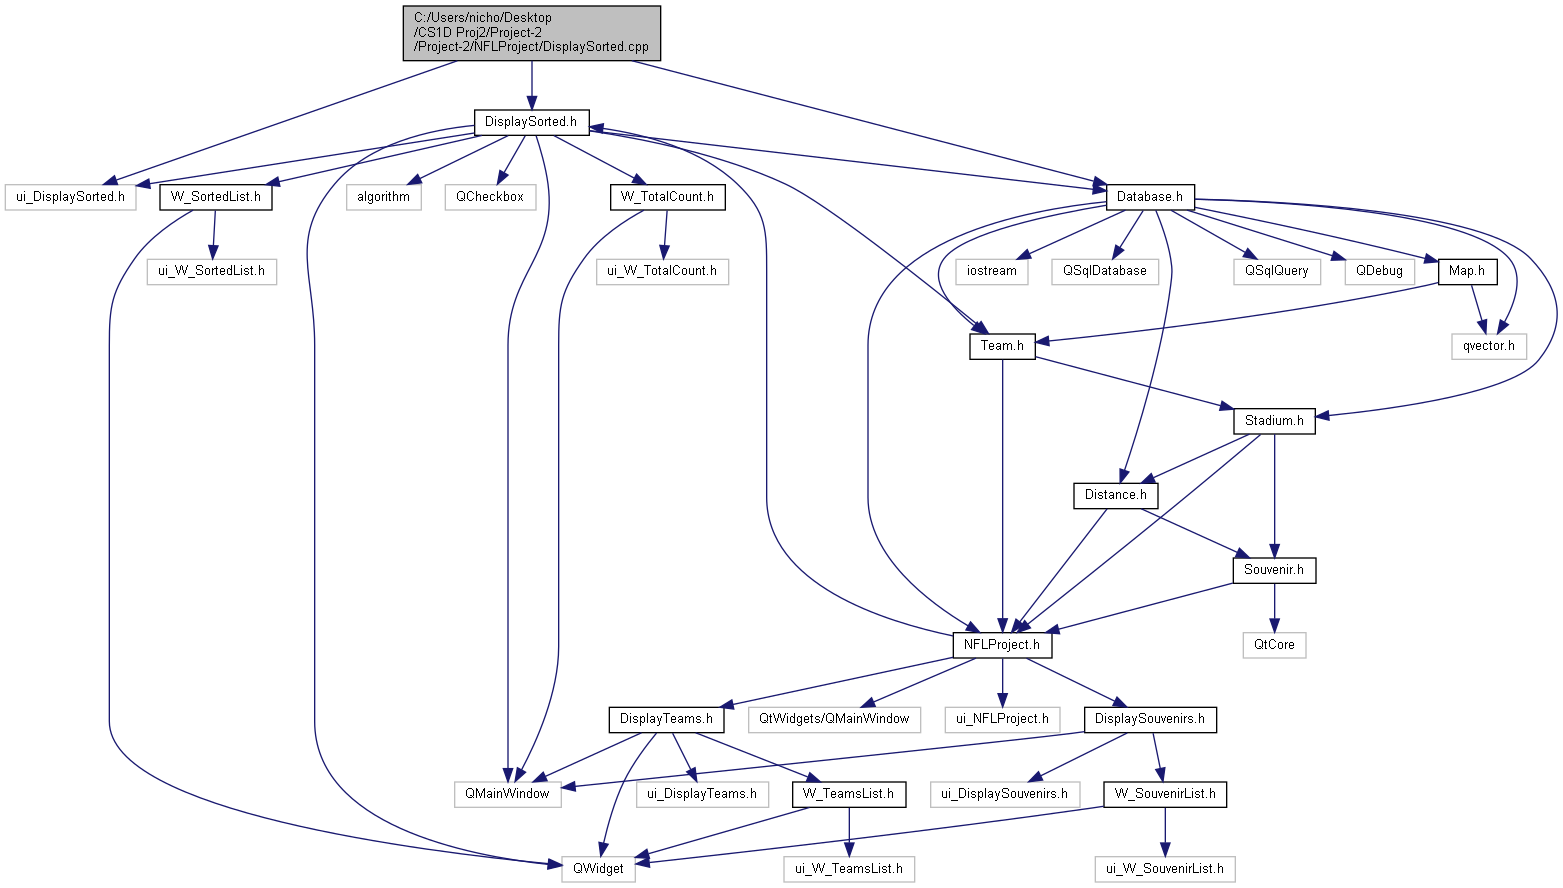 C:/Users/nicho/Desktop
/CS1D Proj2/Project-2
/Project-2/NFLProject/DisplaySorted.cpp
DisplaySorted.h
ui_DisplaySorted.h
W_SortedList.h
algorithm
QCheckbox
W_TotalCount.h
Database.h
ui_W_SortedList.h
ui_W_TotalCount.h
iostream
QSqlDatabase
QSqlQuery
QDebug
Map.h
Team.h
qvector.h
Stadium.h
Distance.h
Souvenir.h
NFLProject.h
QtCore
DisplayTeams.h
QtWidgets/QMainWindow
ui_NFLProject.h
DisplaySouvenirs.h
QMainWindow
ui_DisplayTeams.h
W_TeamsList.h
ui_DisplaySouvenirs.h
W_SouvenirList.h
QWidget
ui_W_TeamsList.h
ui_W_SouvenirList.h